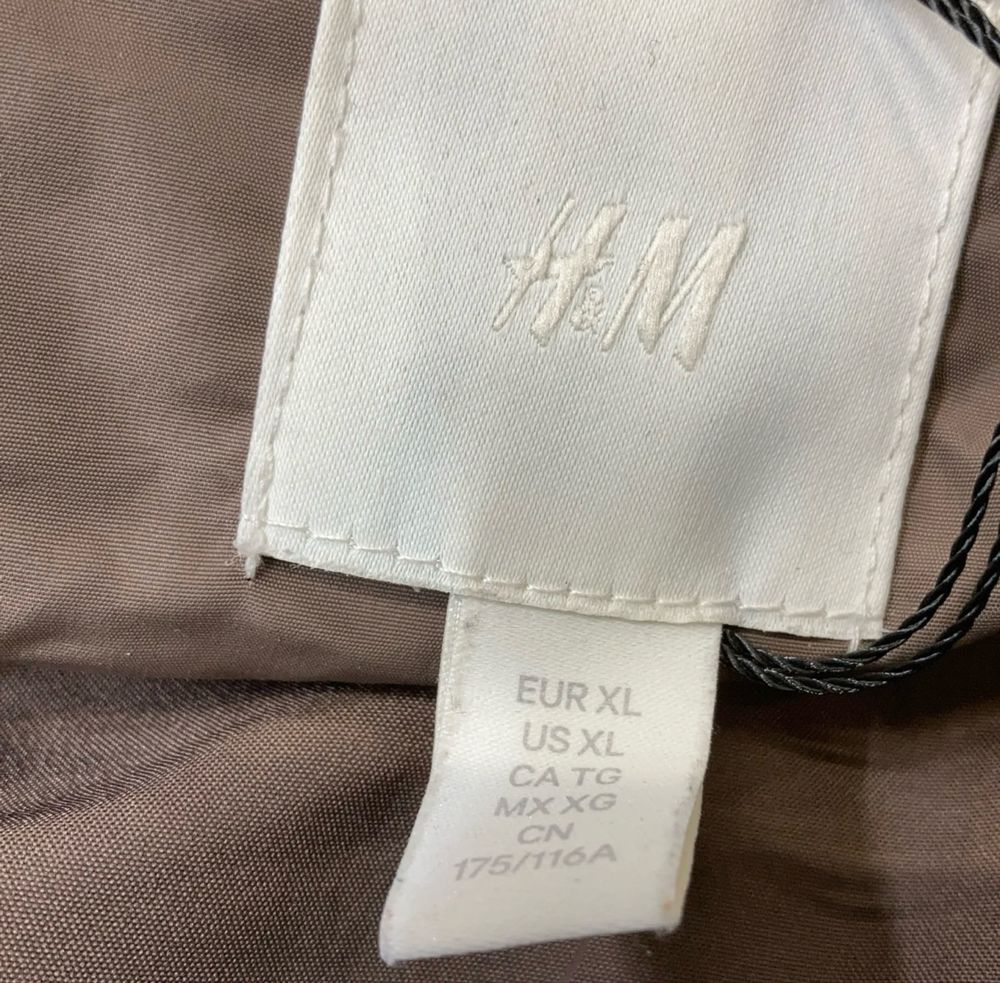 H&M
EUR XL
US XL
CA TG
MX XG
CN
175/116A